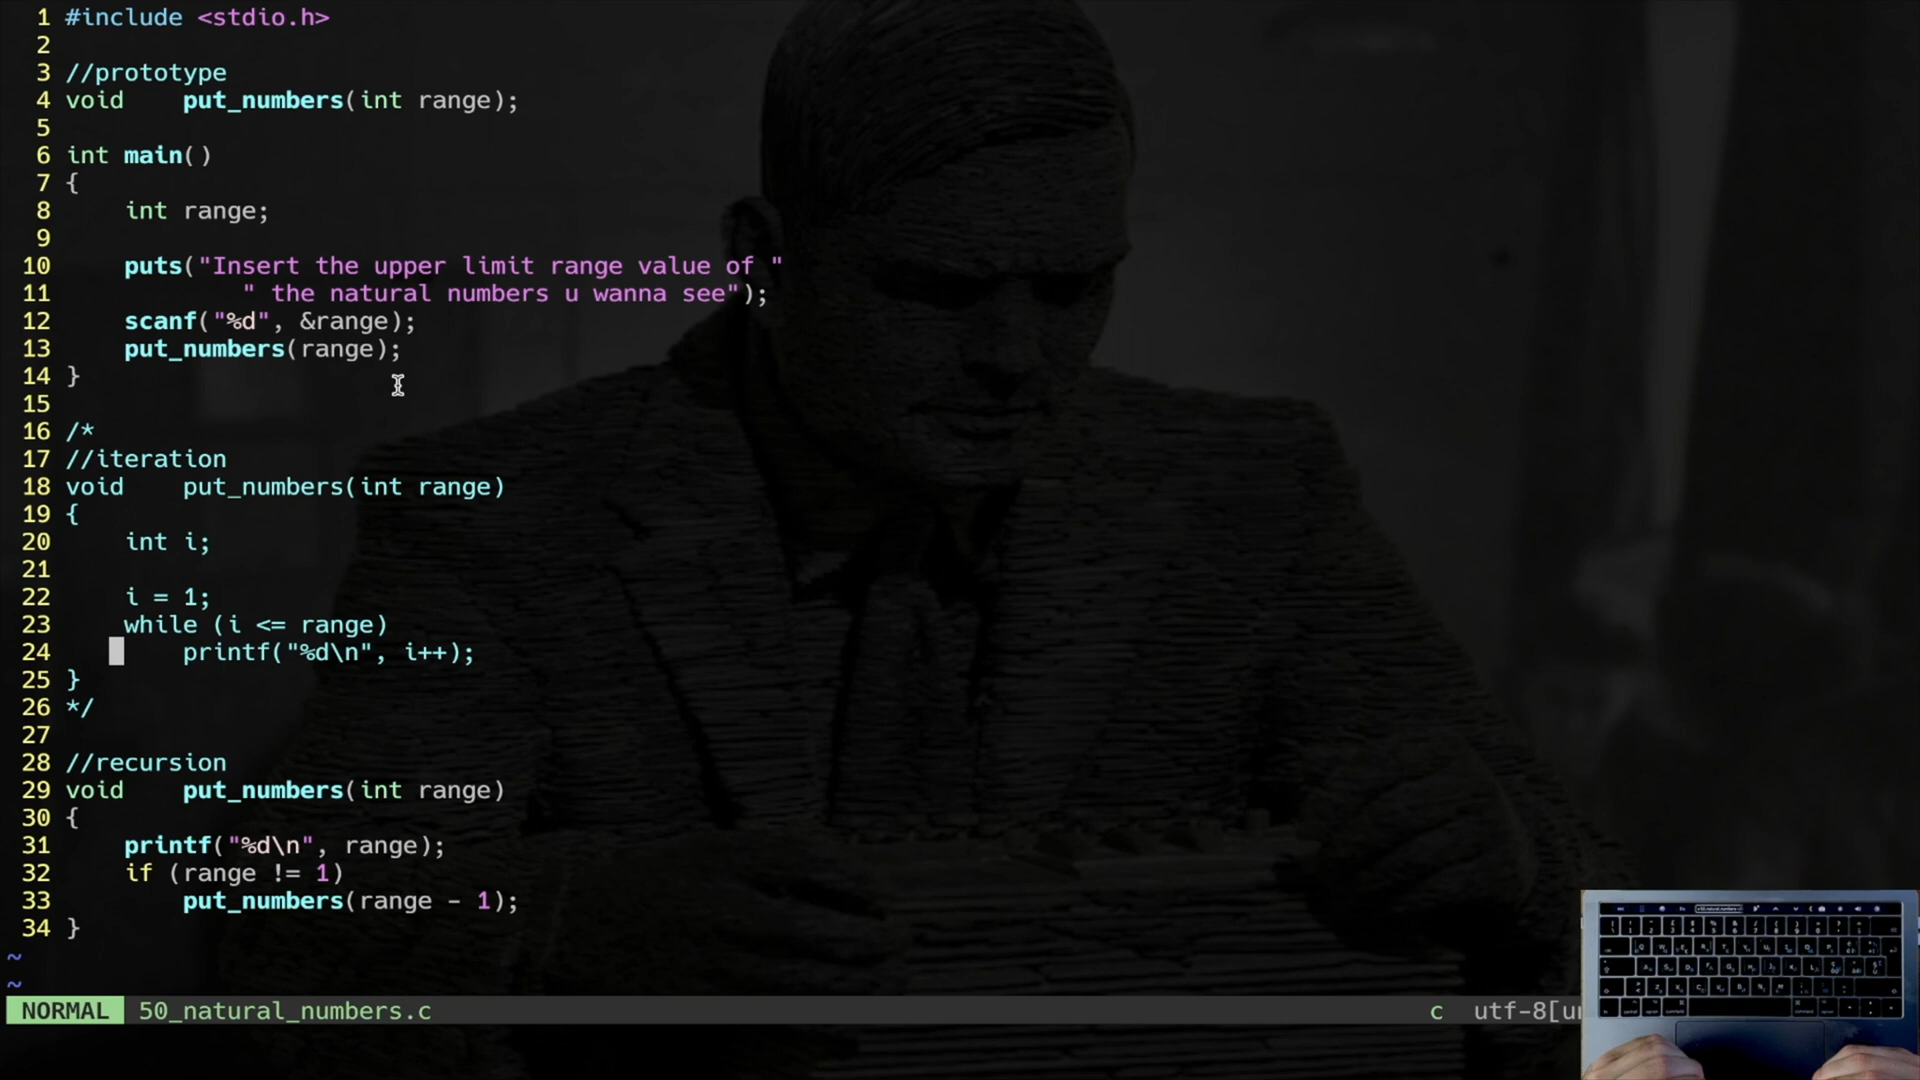 1 #include <stdio.h>
2
3 //prototype
4 void    put_numbers(int range);
5
6 int main()
7 {
8     int range;
9
10     puts("Insert the upper limit range value of "
11             " the natural numbers u wanna see");
12     scanf("%d", &range);
13     put_numbers(range);
14 }
15
16 /*
17 //iteration
18 void    put_numbers(int range)
19 {
20     int i;
21
22     i = 1;
23     while (i <= range)
24         printf("%d\n", i++);
25 }
26 */
27
28 //recursion
29 void    put_numbers(int range)
30 {
31     printf("%d\n", range);
32     if (range != 1)
33         put_numbers(range - 1);
34 }
~
~
NORMAL 50_natural_numbers.c c utf-8[un